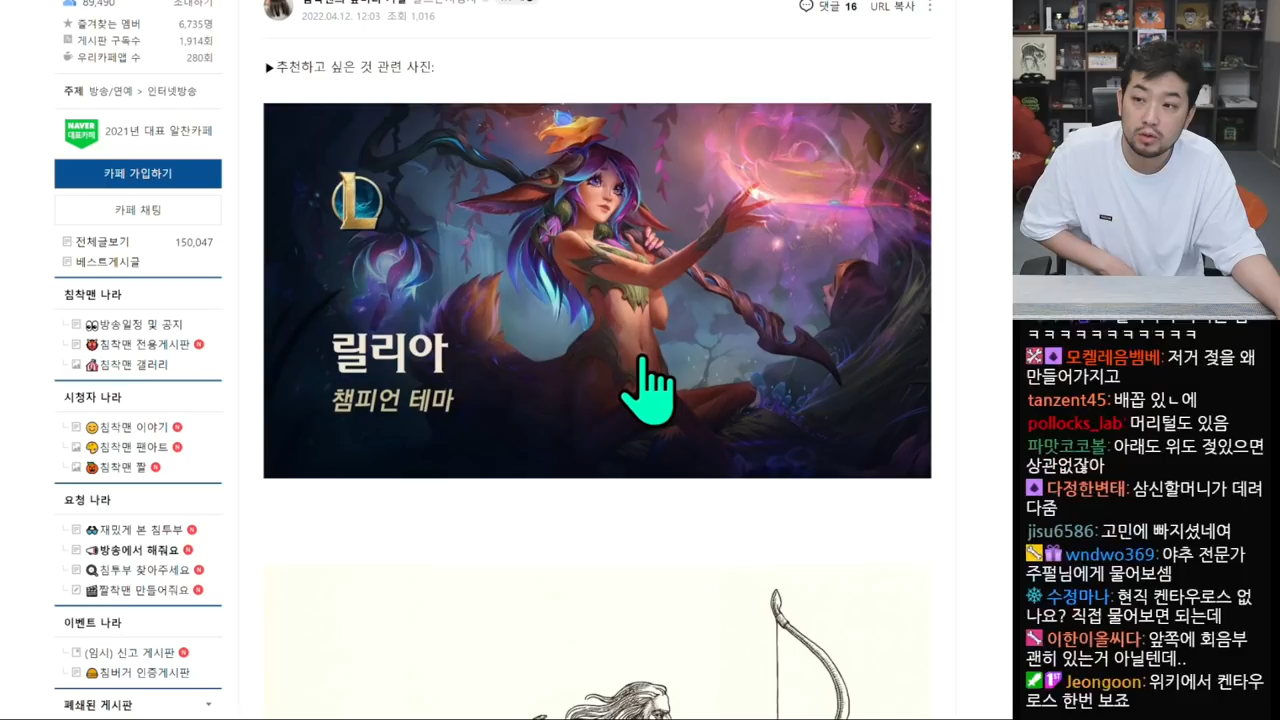 89,490
초대하기
즐겨찾는 멤버 6,735명
게시판 구독수 1,914회
우리카페앱 수 280회
주제 방송/연예 > 인터넷방송
NAVER
대표카페
2021년 대표 알찬카페
카페 가입하기
카페 채팅
전체글보기 150,047
베스트게시글
침착맨 나라
방송일정 및 공지
침착맨 전용게시판 N
침착맨 갤러리
시청자 나라
침착맨 이야기 N
침착맨 팬아트 N
침착맨 짤 N
요청 나라
재밌게 본 침투부 N
방송에서 해줘요 N
침투부 찾아주세요 N
짤착맨 만들어줘요 N
이벤트 나라
(임시) 신고 게시판 N
침버거 인증게시판
폐쇄된 게시판
2022.04.12. 12:03 조회 1,016
댓글 16 URL 복사
▶추천하고 싶은 것 관련 사진:
L
릴리아
챔피언 테마
ㅋㅋㅋㅋㅋㅋㅋㅋㅋㅋㅋ
모켈레음벰베: 저거 젖을 왜
만들어가지고
tanzent45: 배꼽 있ㄴ에
pollocks_lab: 머리털도 있음
파맛코코볼: 아래도 위도 젖있으면
상관없잖아
다정한변태: 삼신할머니가 데려
다줌
jisu6586: 고민에 빠지셨네여
wndwo369: 야추 전문가
주펄님에게 물어보셈
수정마나: 현직 켄타우로스 없
나요? 직접 물어보면 되는데
이한이올씨다: 앞쪽에 회음부
괜히 있는거 아닐텐데..
1ST Jeongoon: 위키에서 켄타우
로스 한번 보죠